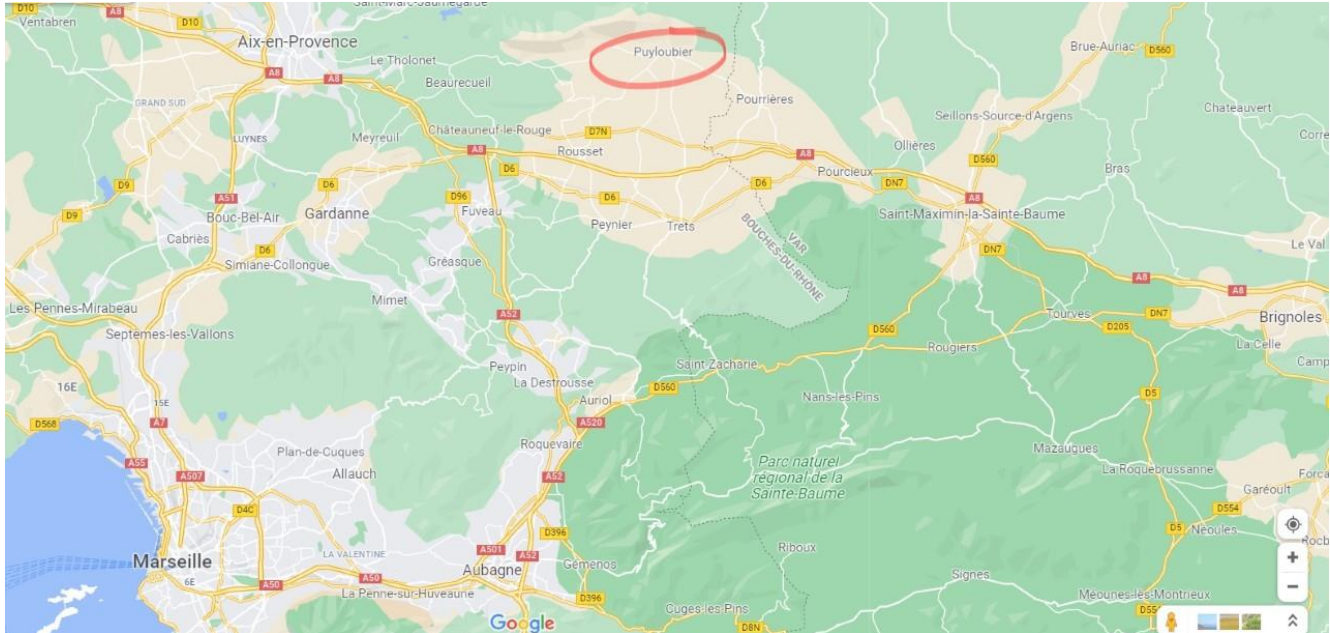 D10
Ventabren
A8
D10
Saint-Marc-Jaumegarde
Aix-en-Provence
Puyloubier
Brue-Auriac
D560
Le Tholonet
A8
A8
Beaurecueil
GRAND SUD
Pourrières
Chateauvert
Seillons-Source-d'Argens
LUYNES
Meyreuil
Châteauneuf-le-Rouge
D7N
Corre
A8
Rousset
A8
Ollières
D560
D9
D6
D6
Pourcieux
Bras
A51
D6
D96
D6
DN7
A8
D9
Bouc-Bel-Air
Gardanne
Fuveau
Peynier
Trets
Saint-Maximin-la-Sainte-Baume
Cabriès
D6
VAR
BOUCHES-DU-RHÔNE
DN7
Le Val
Simiane-Collongue
Gréasque
A8
A8
Mimet
Les Pennes-Mirabeau
A52
Tourves
DN7
Brignoles
Septèmes-les-Vallons
D560
D205
Rougiers
La Celle
Peypin
Saint-Zacharie
Camp
16E
La Destrousse
D560
Nans-les-Pins
D5
15E
Auriol
D568
A7
A520
Plan-de-Cuques
Roquevaire
Mazaugues
A55
A507
Allauch
A52
Parc naturel
régional de la
Sainte-Baume
La Roquebrussanne
Forca
Garéoult
D4C
D554
D396
D5
Néoules
Rocb
Marseille
LA VALENTINE
A501
A52
Riboux
6E
A50
A50
Aubagne
Gémenos
Signes
La Penne-sur-Huveaune
D396
Cuges-les-Pins
Méounes-lès-Montrieux
Google
D8N
D554